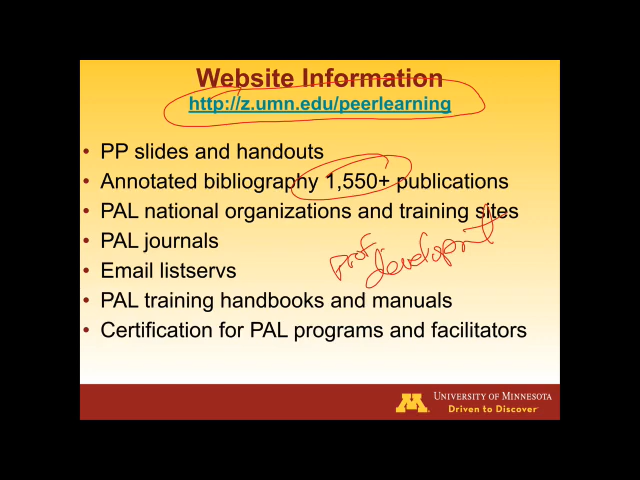 Website Information
http://z.umn.edu/peerlearning
• PP slides and handouts
• Annotated bibliography 1,550+ publications
• PAL national organizations and training sites
• PAL journals
• Email listservs
prof.
• PAL training handbooks and manuals
• Certification for PAL programs and facilitators
M
UNIVERSITY OF MINNESOTA
Driven to Discover